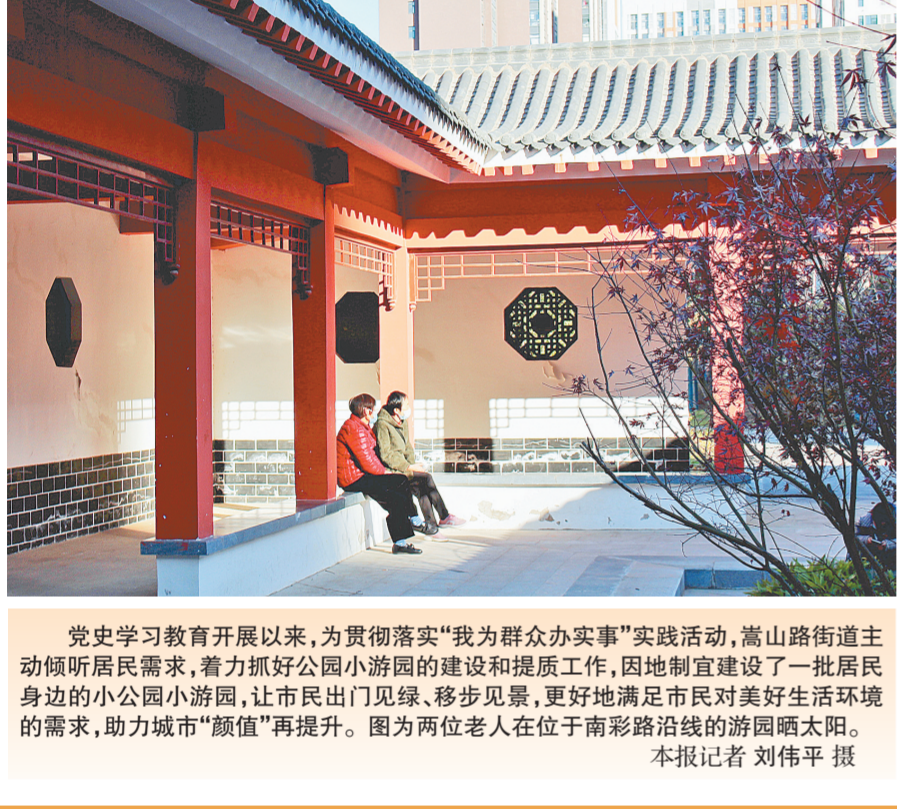 党史学习教育开展以来,为贯彻落实“我为群众办实事”实践活动,嵩山路街道主
动倾听居民需求,着力抓好公园小游园的建设和提质工作,因地制宜建设了一批居民
身边的小公园小游园,让市民出门见绿、移步见景,更好地满足市民对美好生活环境
的需求,助力城市“颜值”再提升。图为两位老人在位于南彩路沿线的游园晒太阳。
本报记者 刘伟平 摄